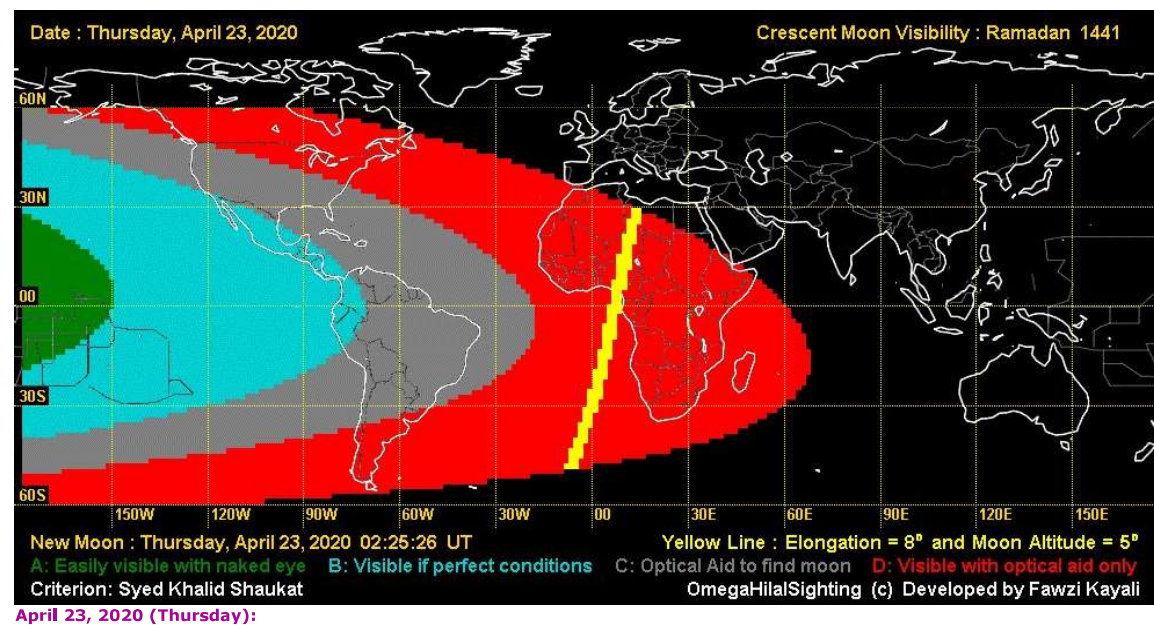 Date : Thursday, April 23, 2020
Crescent Moon Visibility : Ramadan 1441
60N
30N
00
30S
60S
150W 120W 90W 60W 30W 00 30E 60E 90E 120E 150E
New Moon : Thursday, April 23, 2020 02:25:26 UT
Yellow Line : Elongation = 8º and Moon Altitude = 5º
A: Easily visible with naked eye B: Visible if perfect conditions C: Optical Aid to find moon D: Visible with optical aid only
Criterion: Syed Khalid Shaukat
OmegaHilalSighting (c) Developed by Fawzi Kayali
April 23, 2020 (Thursday):